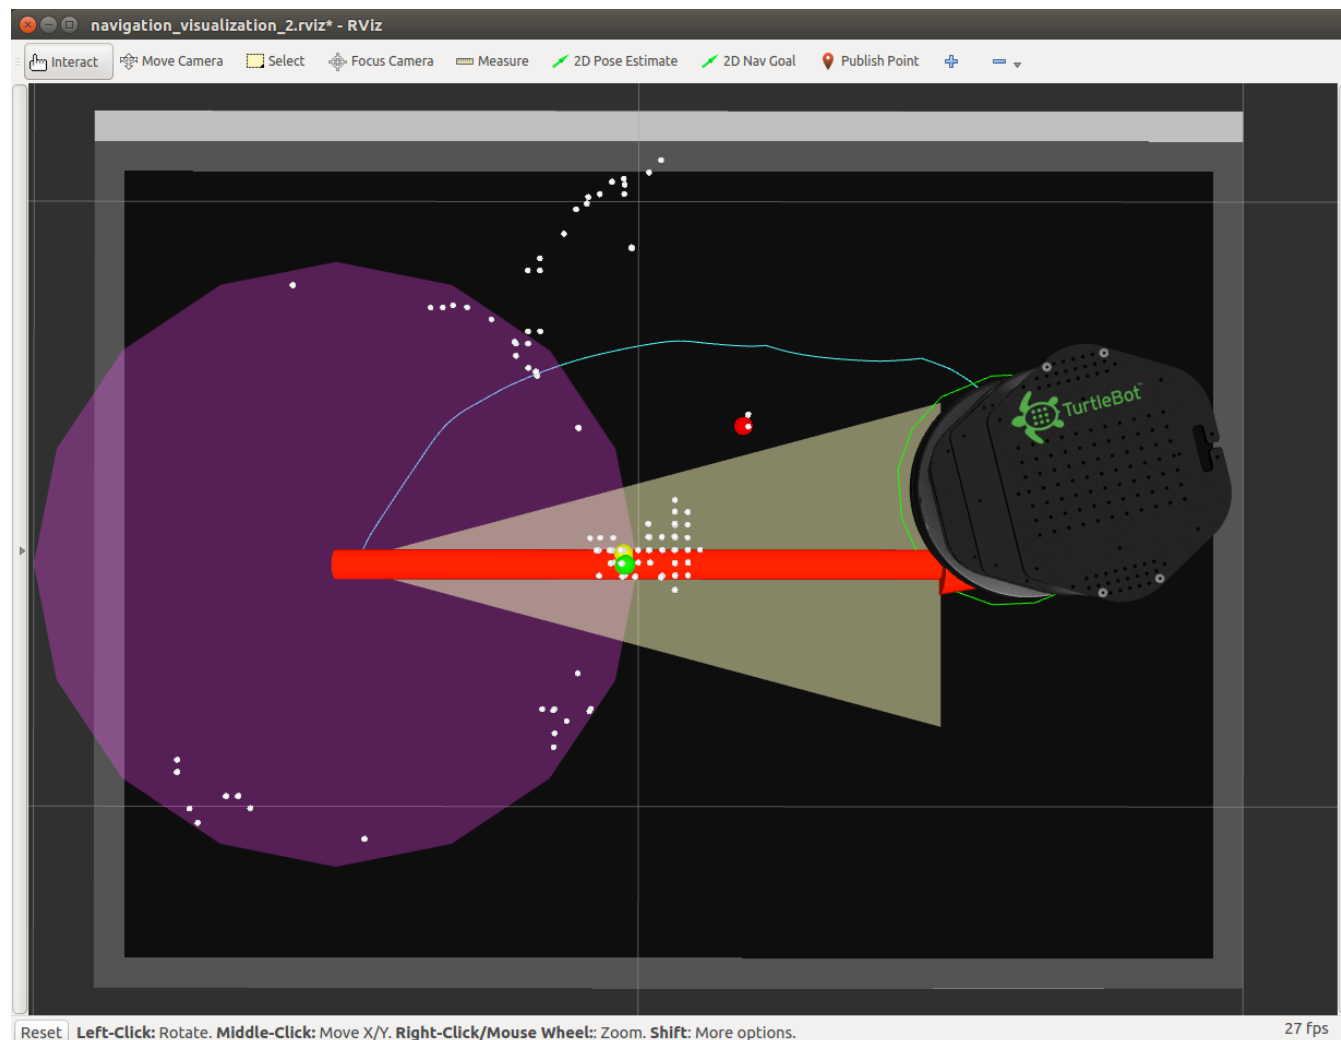 navigation_visualization_2.rviz* - RViz
Interact Move Camera Select Focus Camera Measure 2D Pose Estimate 2D Nav Goal Publish Point
TurtleBot™
Reset Left-Click: Rotate. Middle-Click: Move X/Y. Right-Click/Mouse Wheel:: Zoom. Shift: More options. 27 fps